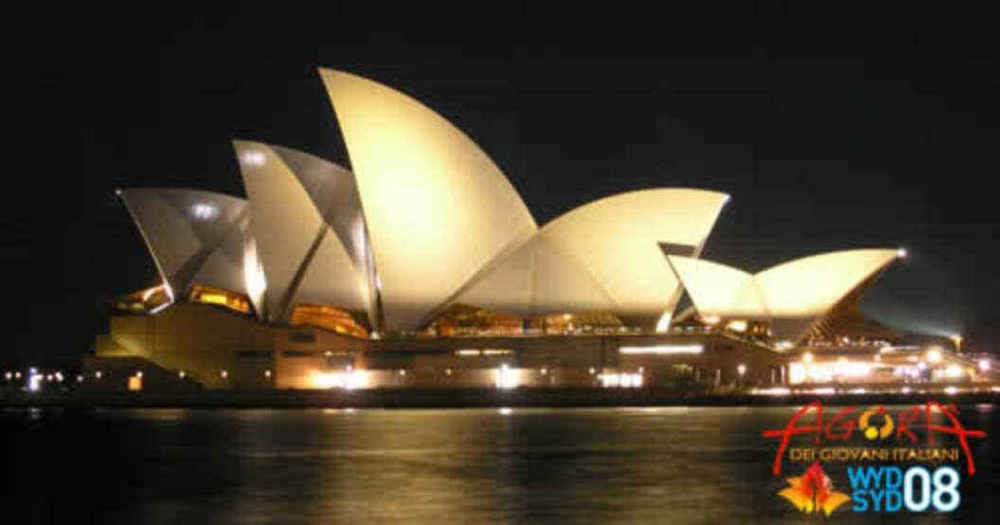 AGORA
DEI GIOVANI ITALIANI
WYD
SYD08